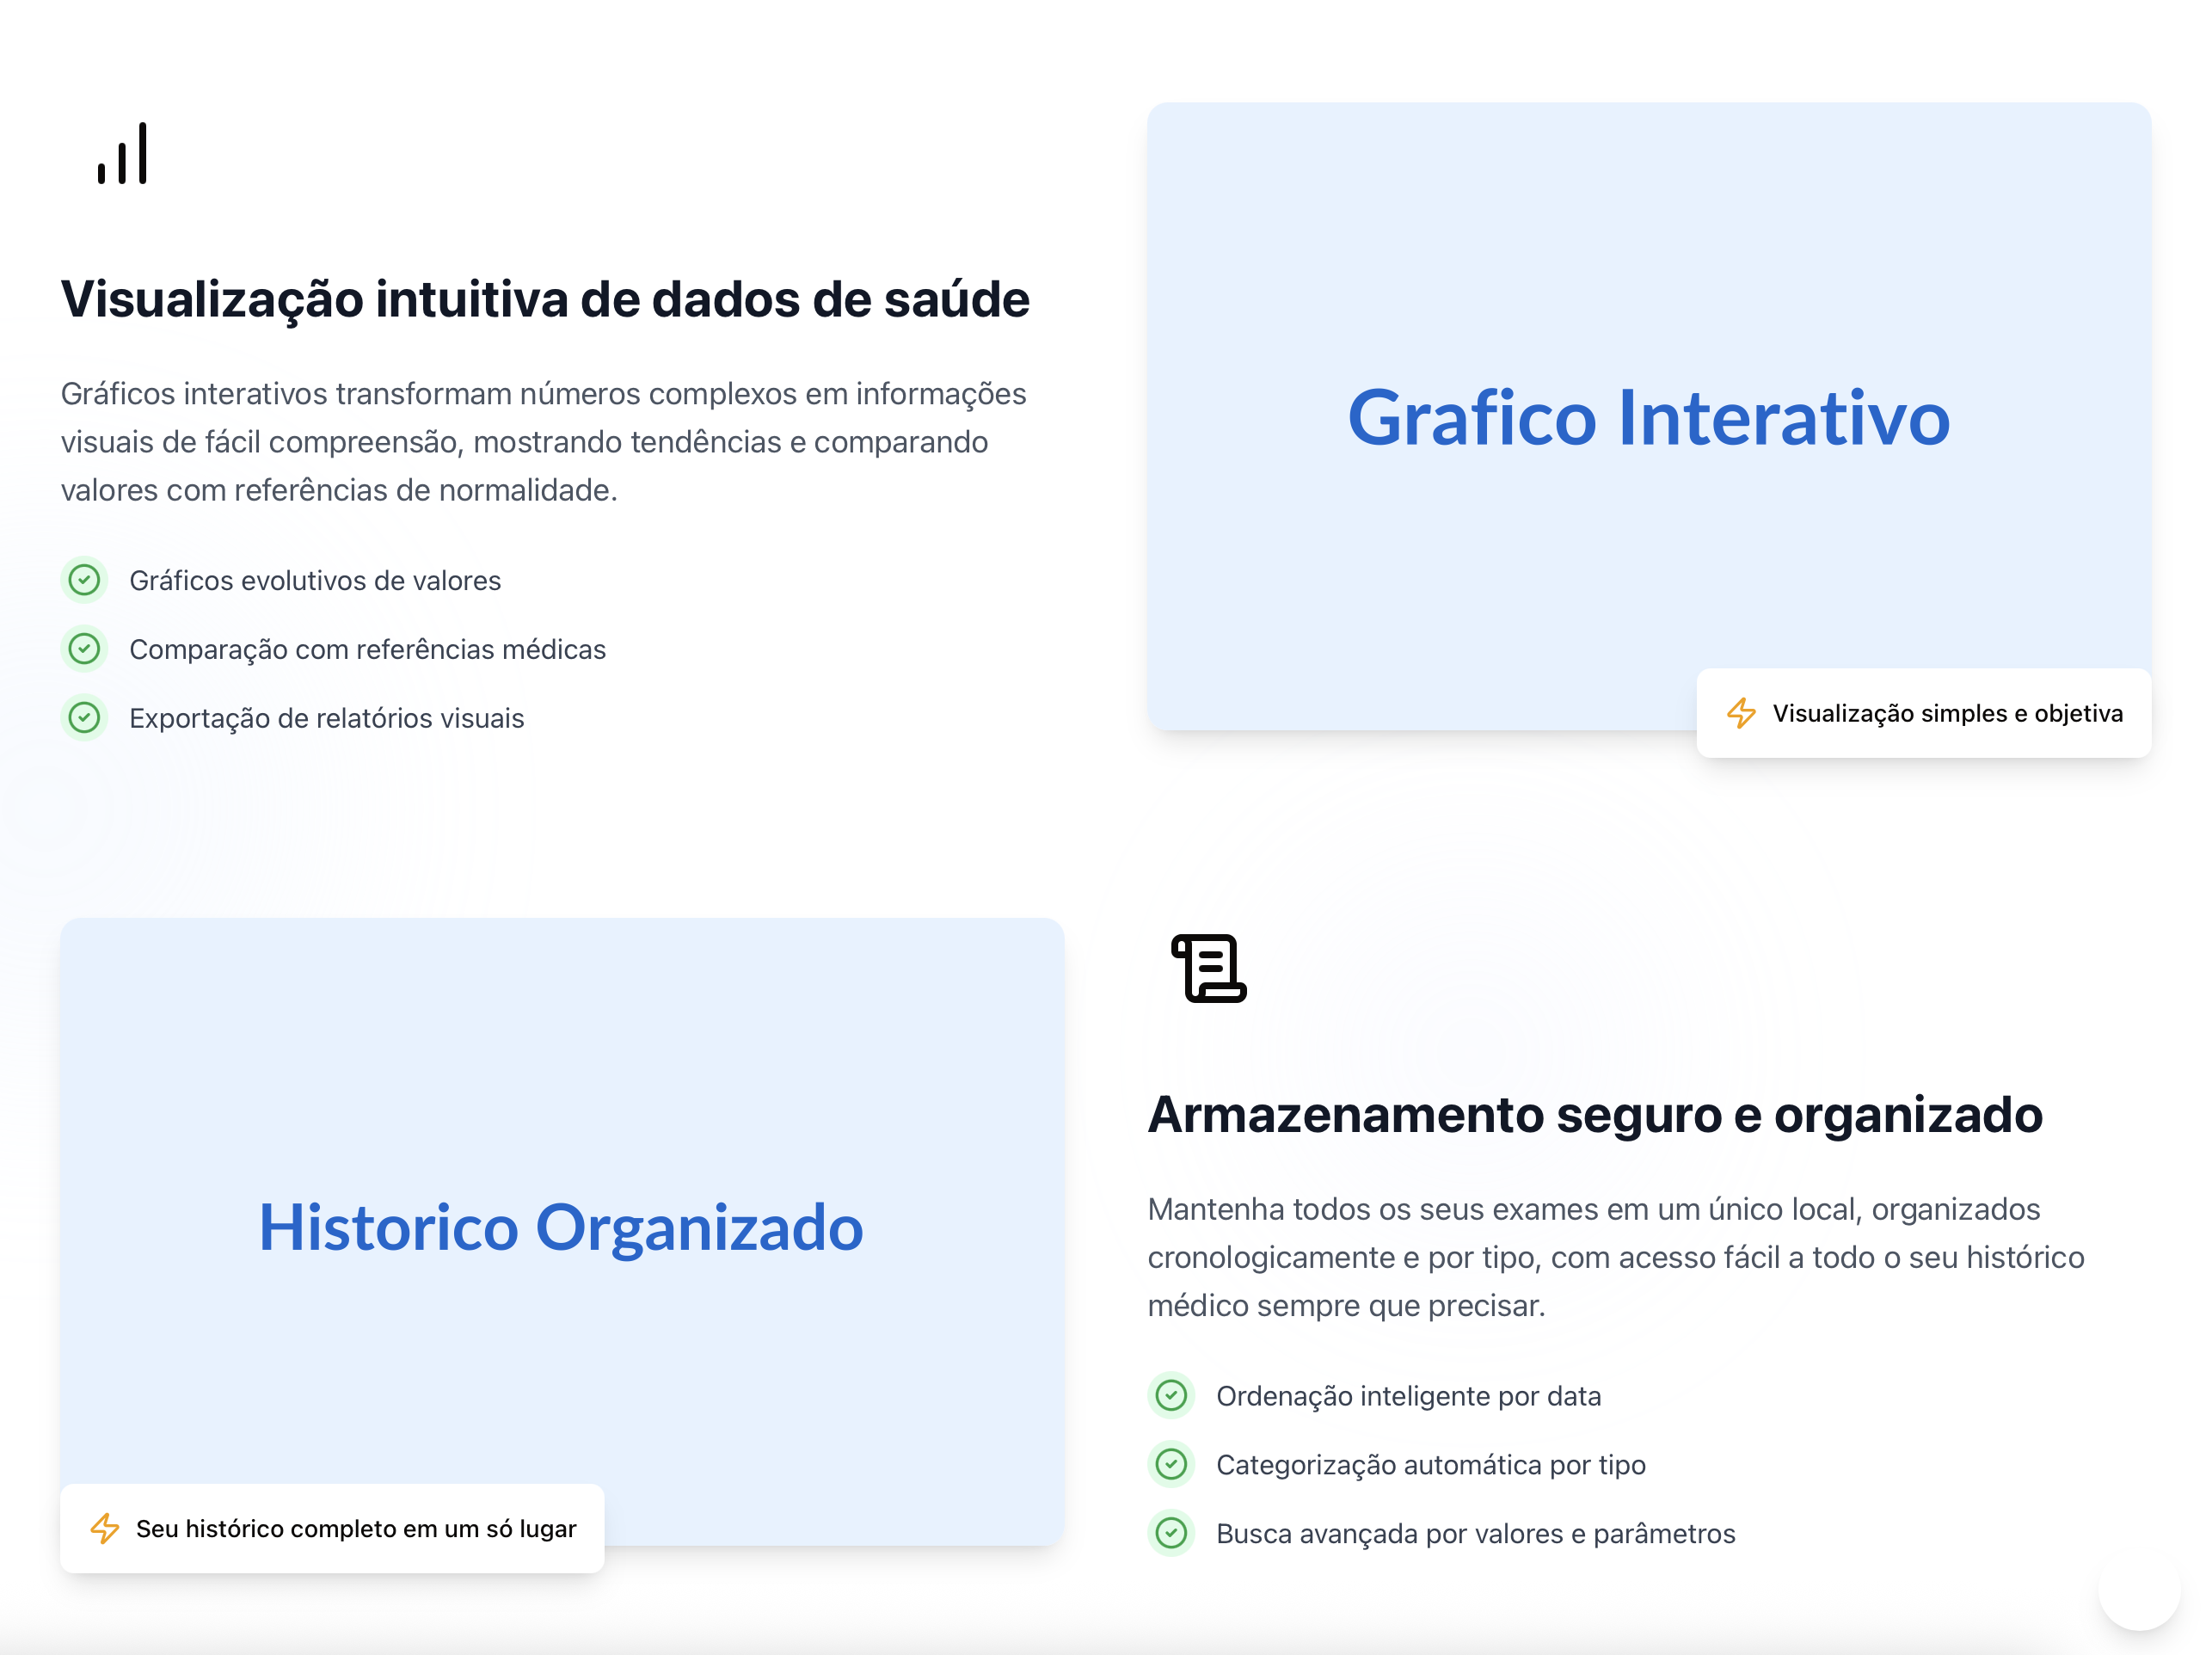 Visualização intuitiva de dados de saúde
Gráficos interativos transformam números complexos em informações
visuais de fácil compreensão, mostrando tendências e comparando
valores com referências de normalidade.
Gráficos evolutivos de valores
Comparação com referências médicas
Exportação de relatórios visuais
Grafico Interativo
Visualização simples e objetiva
Historico Organizado
Seu histórico completo em um só lugar
Armazenamento seguro e organizado
Mantenha todos os seus exames em um único local, organizados
cronologicamente e por tipo, com acesso fácil a todo o seu histórico
médico sempre que precisar.
Ordenação inteligente por data
Categorização automática por tipo
Busca avançada por valores e parâmetros